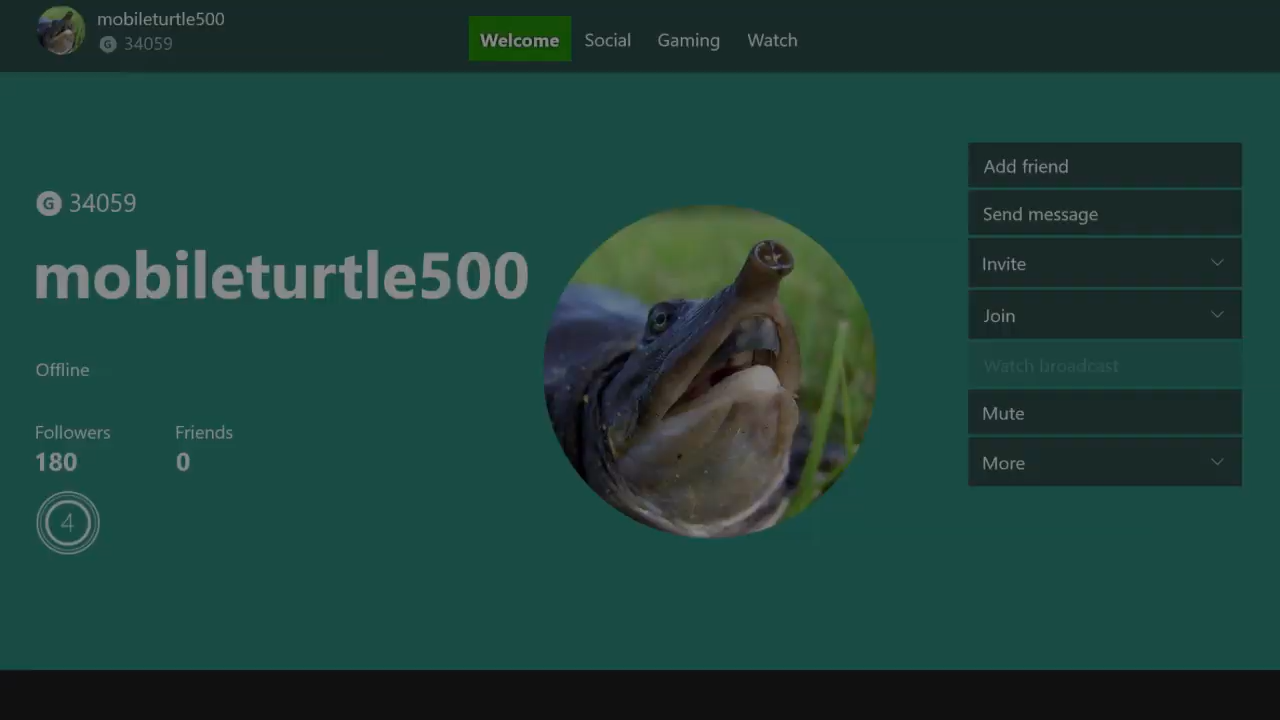 mobileturtle500
G 34059
Welcome Social Gaming Watch
G 34059
mobileturtle500
Offline
Followers Friends
180 0
4
Add friend
Send message
Invite
Join
Watch broadcast
Mute
More